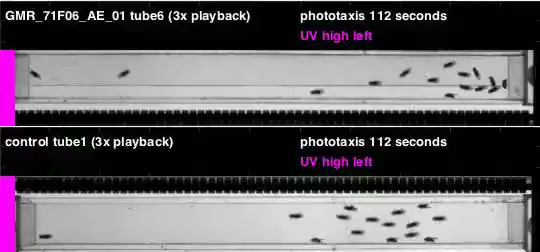 GMR_71F06_AE_01 tube6 (3x playback) phototaxis 112 seconds
UV high left
control tube1 (3x playback) phototaxis 112 seconds
UV high left